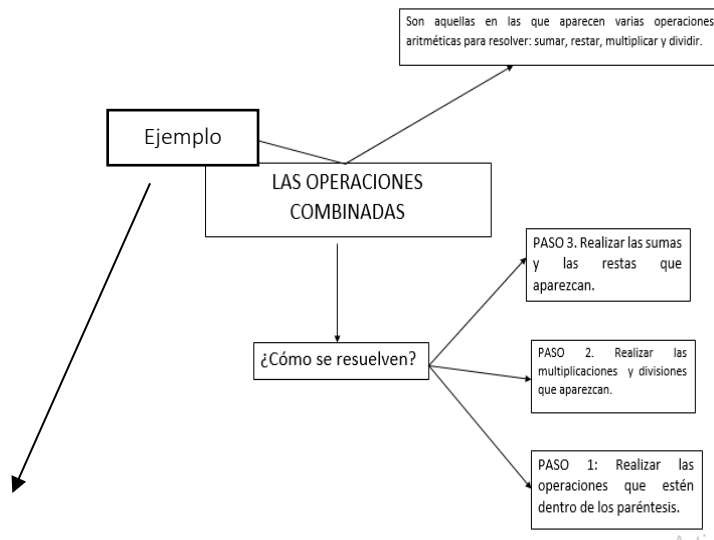 Son aquellas en las que aparecen varias operaciones
aritméticas para resolver: sumar, restar, multiplicar y dividir.
Ejemplo
LAS OPERACIONES
COMBINADAS
PASO 3. Realizar las sumas
y las restas que
aparezcan.
¿Cómo se resuelven?
PASO 2. Realizar las
multiplicaciones y divisiones
que aparezcan.
PASO 1: Realizar las
operaciones que estén
dentro de los paréntesis.